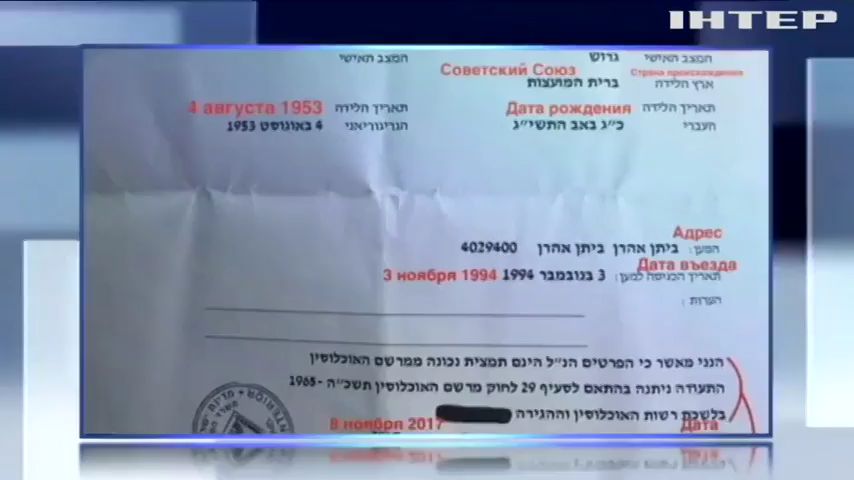 ІНТЕР
המצב האישי גרוש המצב האישי
Советский Союз Страна происхождения
ארץ הלידה ברית המועצות
4 августа 1953 תאריך הלידה Дата рождения תאריך הלידה
העברי כ"ג באב התשי"ג הגריגוריאני 4 באוגוסט 1953
Адрес
המען: ביתן אהרן ביתן אהרן 4029400
Дата въезда
תאריך הכניסה למען: 3 בנובמבר 1994 3 ноября 1994
הערות:
הנני מאשר כי הפרטים הנ"ל הינם תמצית נכונה ממרשם האוכלוסין
התעודה ניתנה בהתאם לסעיף 29 לחוק מרשם האוכלוסין תשכ"ה -1965
בלשכת רשות האוכלוסין וההגירה
8 ноября 2017 Дата